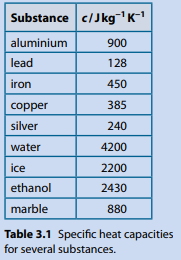 Substance c / J kg⁻¹ K⁻¹
aluminium 900
lead 128
iron 450
copper 385
silver 240
water 4200
ice 2200
ethanol 2430
marble 880
Table 3.1 Specific heat capacities
for several substances.